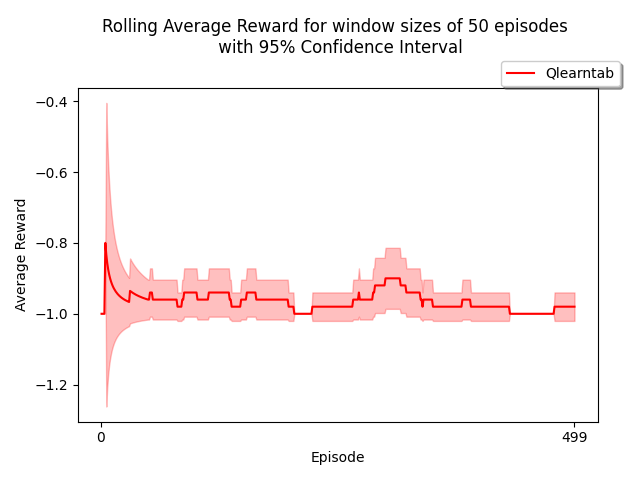 Rolling Average Reward for window sizes of 50 episodes
with 95% Confidence Interval
Qlearntab
Average Reward
−0.4
−0.6
−0.8
−1.0
−1.2
0
499
Episode